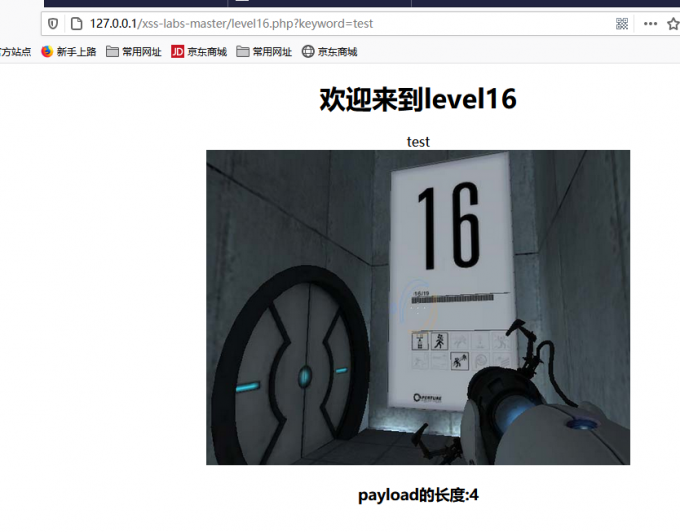 127.0.0.1/xss-labs-master/level16.php?keyword=test
方站点 新手上路 常用网址 JD 京东商城 常用网址 京东商城
欢迎来到level16
test
16
16/19
APERTURE
payload的长度:4